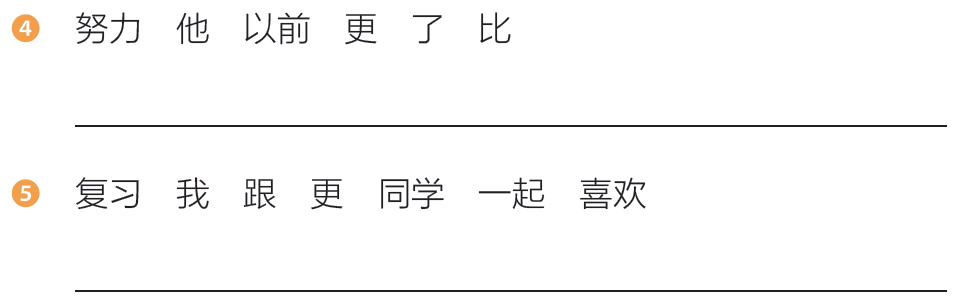 4 努力 他 以前 更 了 比
5 复习 我 跟 更 同学 一起 喜欢